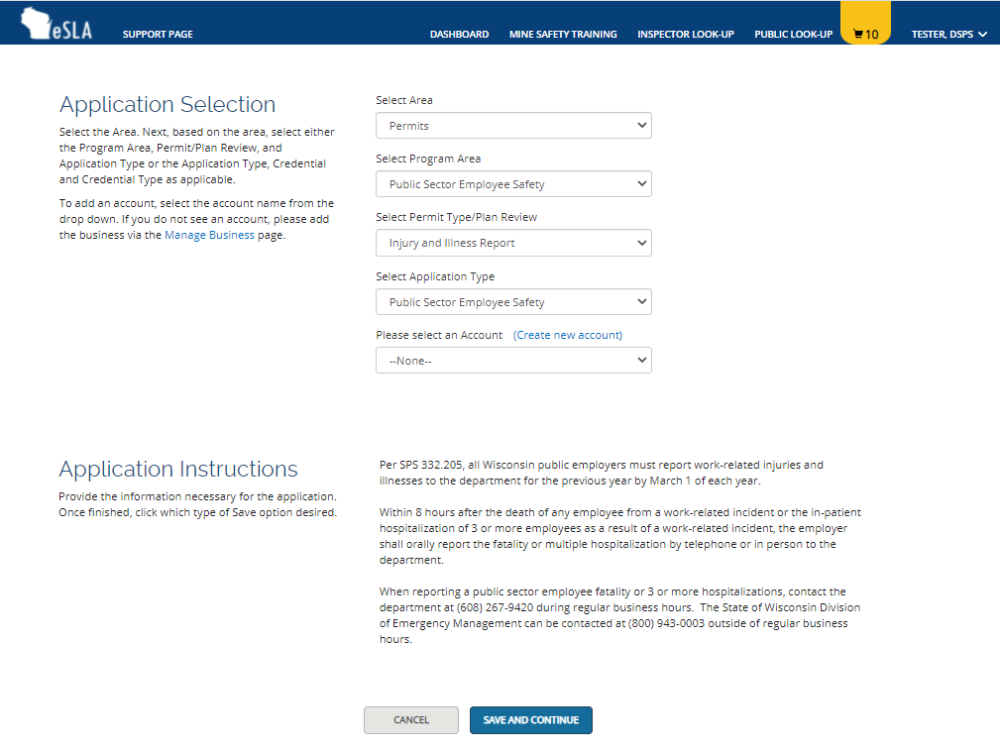 eSLA
SUPPORT PAGE
DASHBOARD
MINE SAFETY TRAINING
INSPECTOR LOOK-UP
PUBLIC LOOK-UP
10
TESTER, DSPS
Application Selection
Select the Area. Next, based on the area, select either
the Program Area, Permit/Plan Review, and
Application Type or the Application Type, Credential
and Credential Type as applicable.
To add an account, select the account name from the
drop down. If you do not see an account, please add
the business via the Manage Business page.
Select Area
Permits
Select Program Area
Public Sector Employee Safety
Select Permit Type/Plan Review
Injury and Illness Report
Select Application Type
Public Sector Employee Safety
Please select an Account (Create new account)
--None--
Application Instructions
Provide the information necessary for the application.
Once finished, click which type of Save option desired.
Per SPS 332.205, all Wisconsin public employers must report work-related injuries and
illnesses to the department for the previous year by March 1 of each year.
Within 8 hours after the death of any employee from a work-related incident or the in-patient
hospitalization of 3 or more employees as a result of a work-related incident, the employer
shall orally report the fatality or multiple hospitalization by telephone or in person to the
department.
When reporting a public sector employee fatality or 3 or more hospitalizations, contact the
department at (608) 267-9420 during regular business hours. The State of Wisconsin Division
of Emergency Management can be contacted at (800) 943-0003 outside of regular business
hours.
CANCEL
SAVE AND CONTINUE